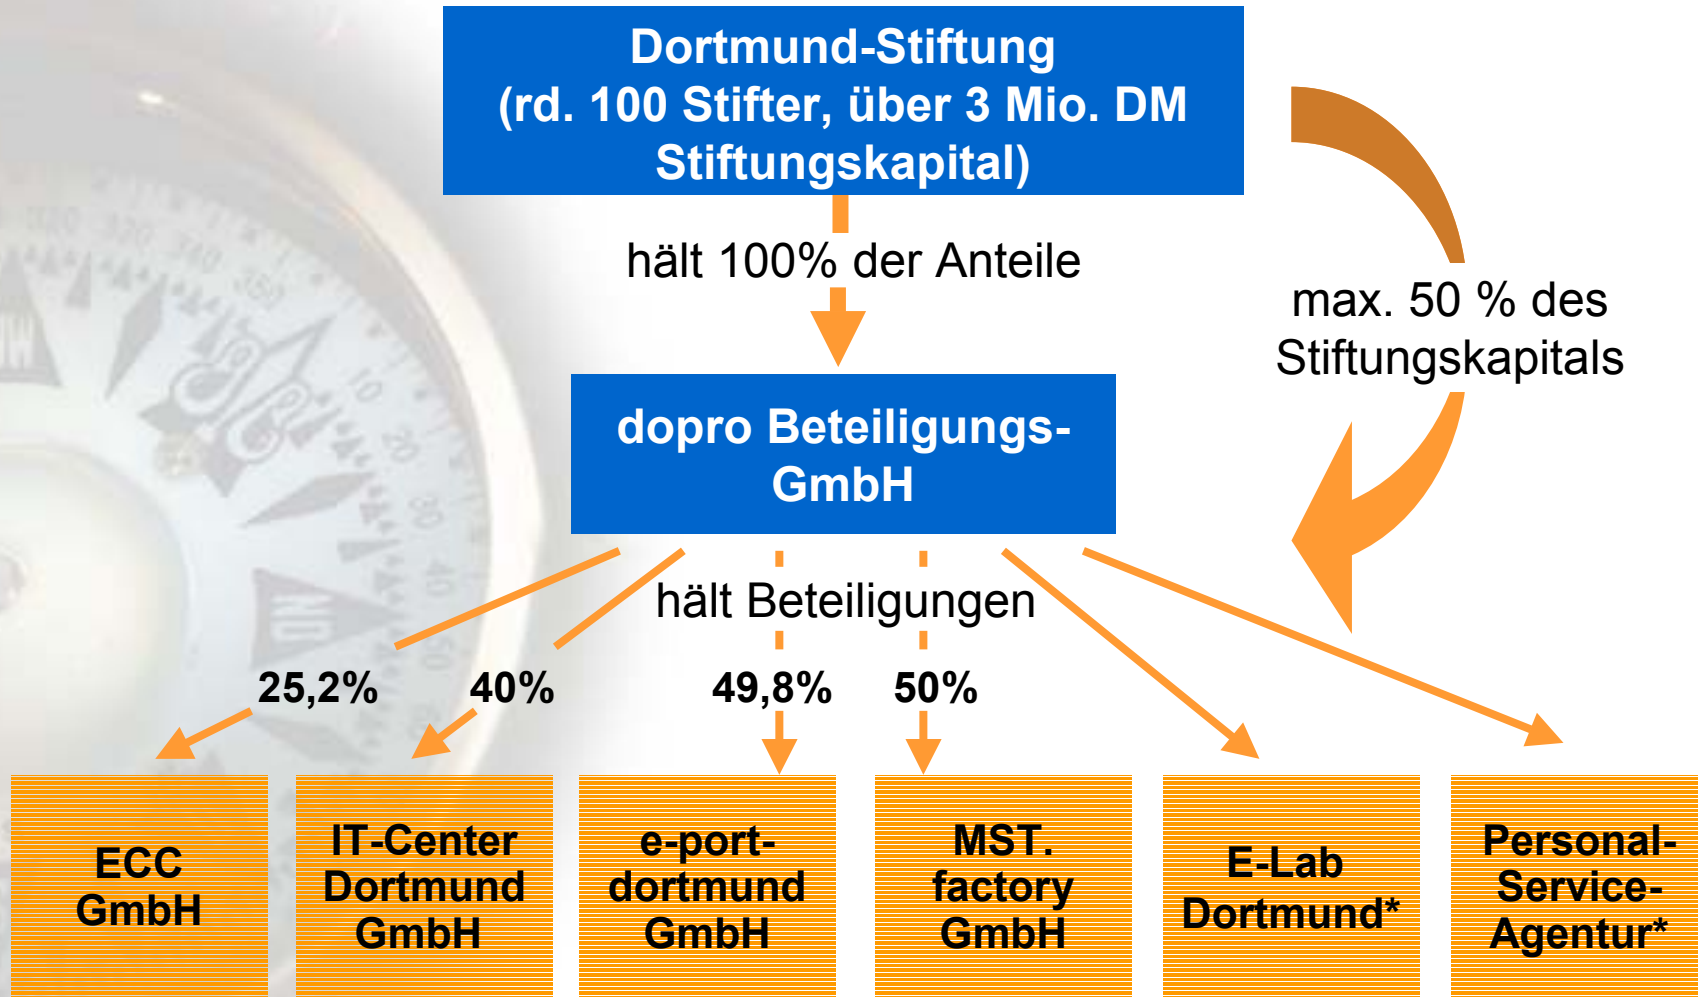 Dortmund-Stiftung
(rd. 100 Stifter, über 3 Mio. DM
Stiftungskapital)
hält 100% der Anteile
max. 50 % des
Stiftungskapitals
dopro Beteiligungs-
GmbH
hält Beteiligungen
25,2%
40%
49,8%
50%
ECC
GmbH
IT-Center
Dortmund
GmbH
e-port-
dortmund
GmbH
MST.
factory
GmbH
E-Lab
Dortmund*
Personal-
Service-
Agentur*